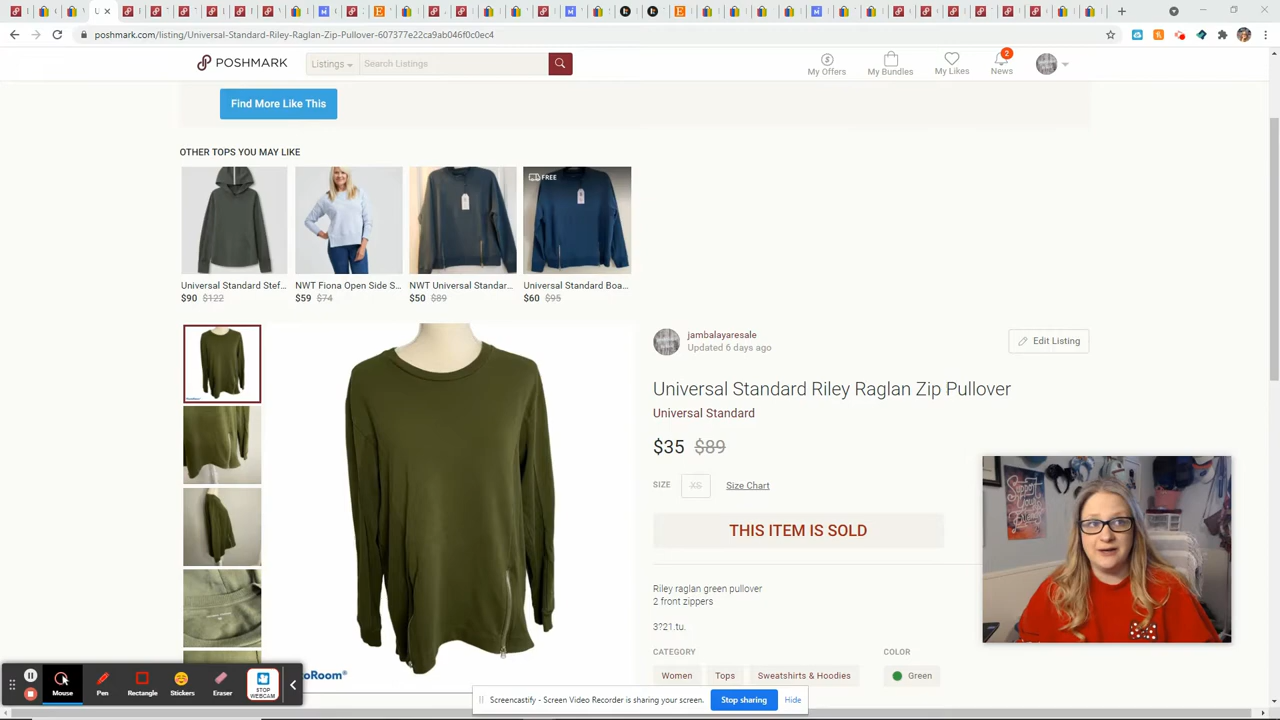 U
poshmark.com/listing/Universal-Standard-Riley-Raglan-Zip-Pullover-607377e22ca9ab046f0c0ec4
POSHMARK
Listings
Search Listings
My Offers
My Bundles
My Likes
2
News
Find More Like This
OTHER TOPS YOU MAY LIKE
FREE
Universal Standard Stef...
$90 $122
NWT Fiona Open Side S...
$59 $74
NWT Universal Standar...
$50 $89
Universal Standard Boa...
$60 $95
jambalayaresale
Updated 6 days ago
Edit Listing
Universal Standard Riley Raglan Zip Pullover
Universal Standard
$35 $89
SIZE XS Size Chart
THIS ITEM IS SOLD
Riley raglan green pullover
2 front zippers
3?21.tu.
CATEGORY
Women Tops Sweatshirts & Hoodies
COLOR
Green
oRoom®
Support Your
Mouse
Pen
Rectangle
Stickers
Eraser
STOP
WEBCAM
Screencastify - Screen Video Recorder is sharing your screen.
Stop sharing
Hide